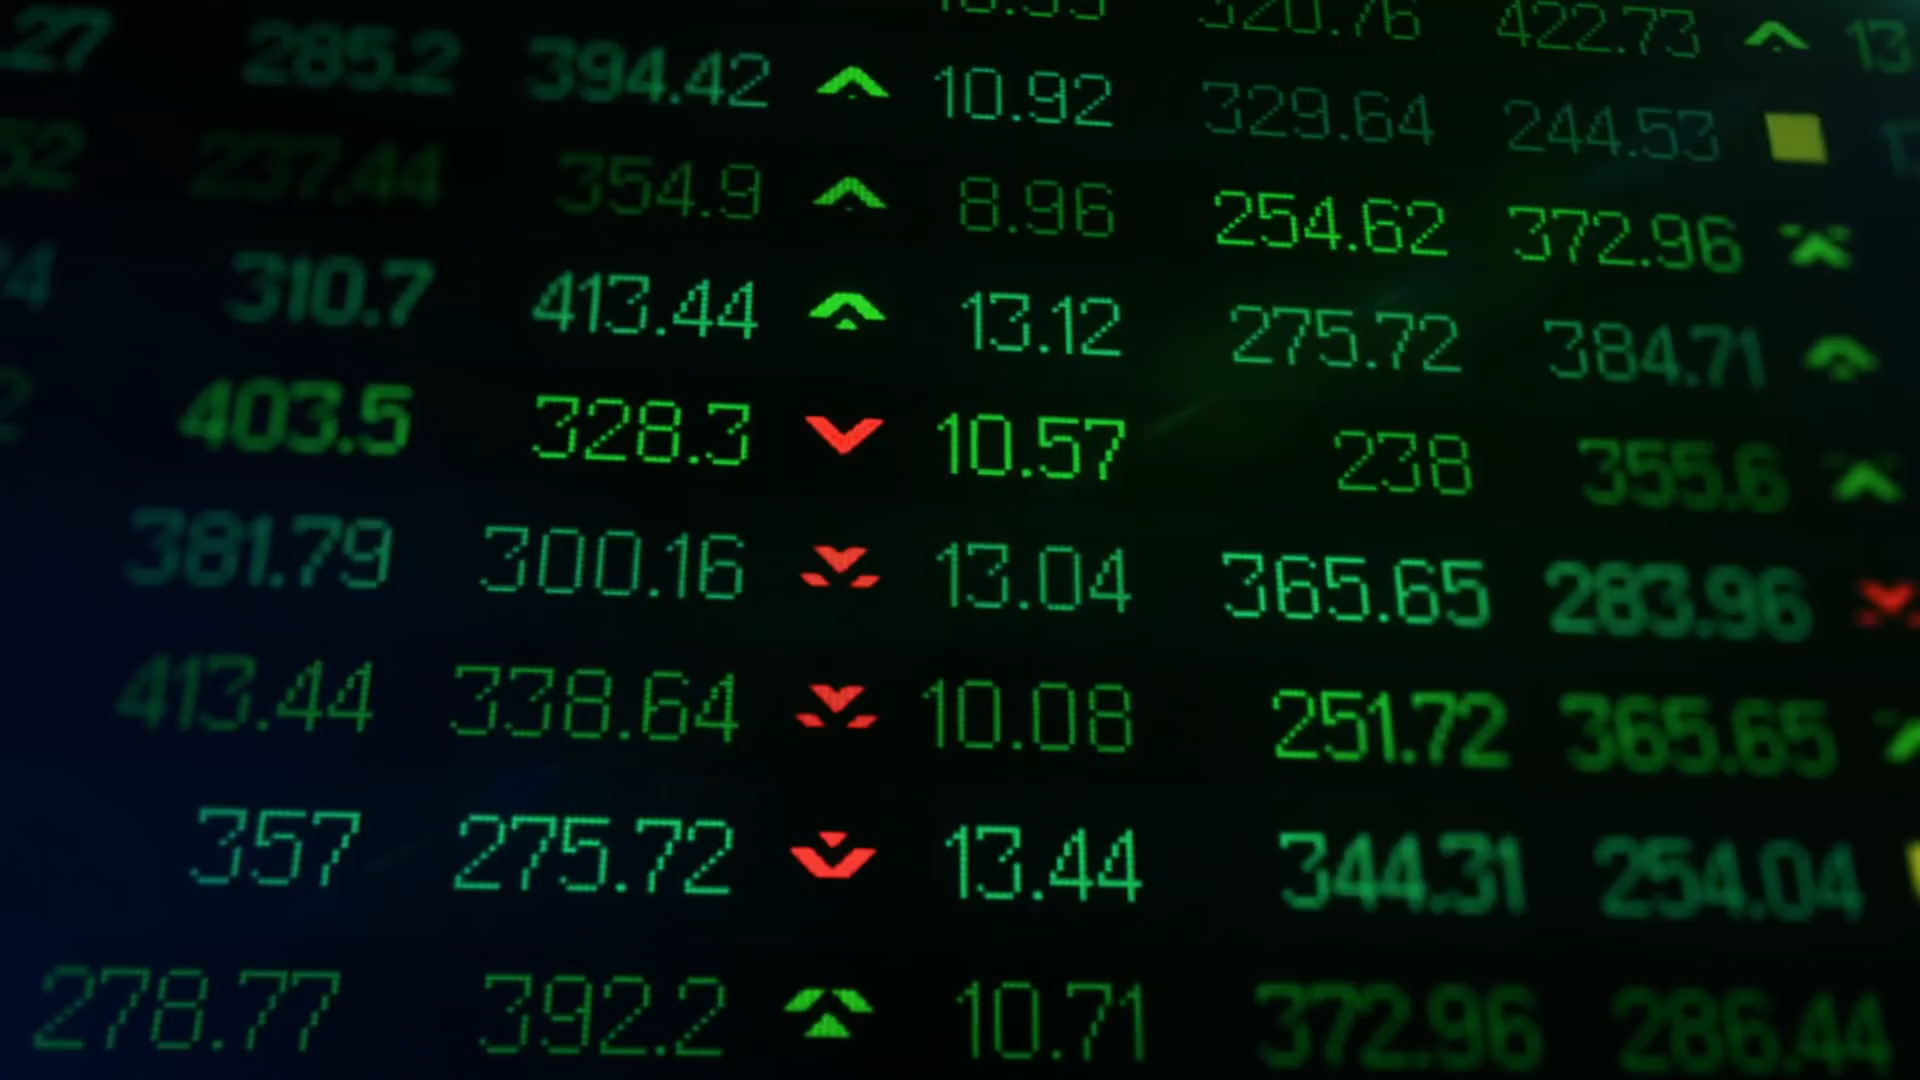 320.76 422.73 13
.27 285.2 394.42 10.92 329.64 244.53
52 237.44 354.9 8.96 254.62 372.96
310.7 413.44 13.12 275.72 384.71
403.5 328.3 10.57 238 355.6
381.79 300.16 13.04 365.65 283.96
413.44 338.64 10.08 251.72 365.65
357 275.72 13.44 344.31 254.04
278.77 392.2 10.71 372.96 286.44